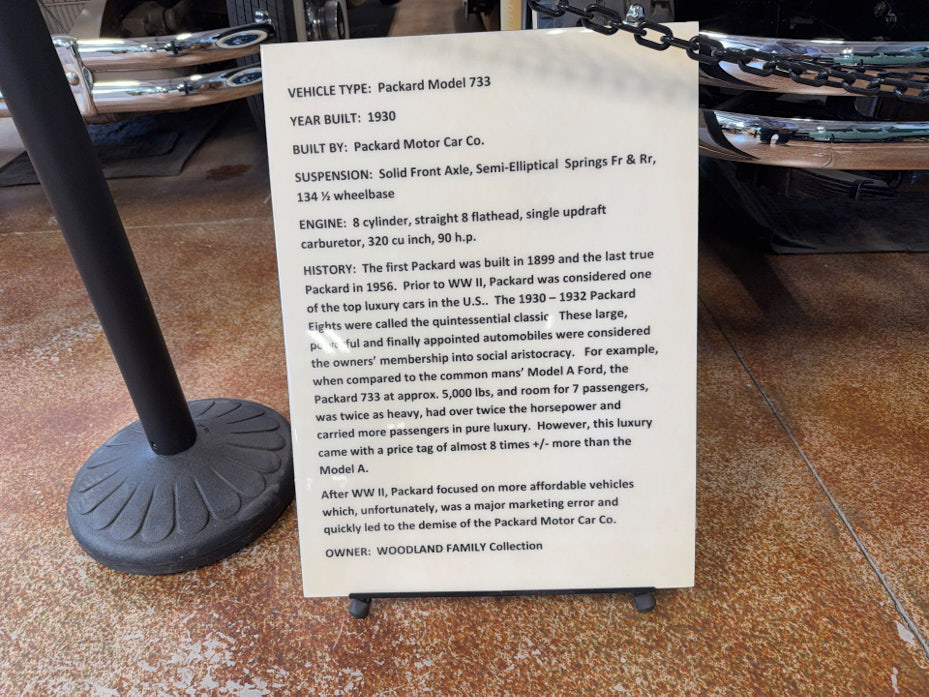 VEHICLE TYPE: Packard Model 733
YEAR BUILT: 1930
BUILT BY: Packard Motor Car Co.
SUSPENSION: Solid Front Axle, Semi-Elliptical Springs Fr & Rr,
134 ½ wheelbase
ENGINE: 8 cylinder, straight 8 flathead, single updraft
carburetor, 320 cu inch, 90 h.p.
HISTORY: The first Packard was built in 1899 and the last true
Packard in 1956. Prior to WW II, Packard was considered one
of the top luxury cars in the U.S.. The 1930 – 1932 Packard
Eights were called the quintessential classic These large,
powerful and finally appointed automobiles were considered
the owners' membership into social aristocracy. For example,
when compared to the common mans' Model A Ford, the
Packard 733 at approx. 5,000 lbs, and room for 7 passengers,
was twice as heavy, had over twice the horsepower and
carried more passengers in pure luxury. However, this luxury
came with a price tag of almost 8 times +/- more than the
Model A.
After WW II, Packard focused on more affordable vehicles
which, unfortunately, was a major marketing error and
quickly led to the demise of the Packard Motor Car Co.
OWNER: WOODLAND FAMILY Collection